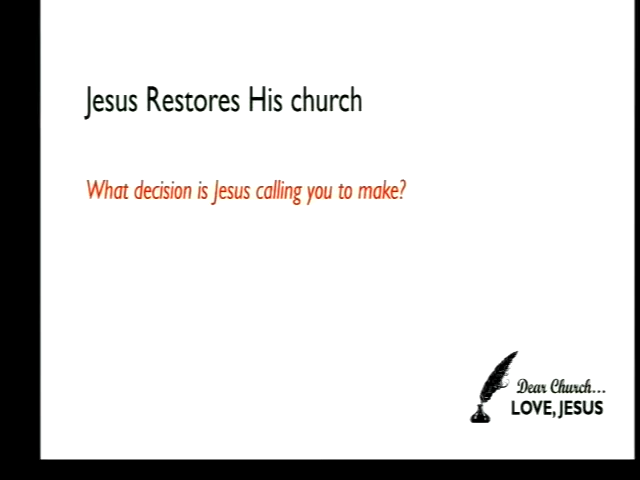 Jesus Restores His church
What decision is Jesus calling you to make?
Dear Church...
LOVE, JESUS